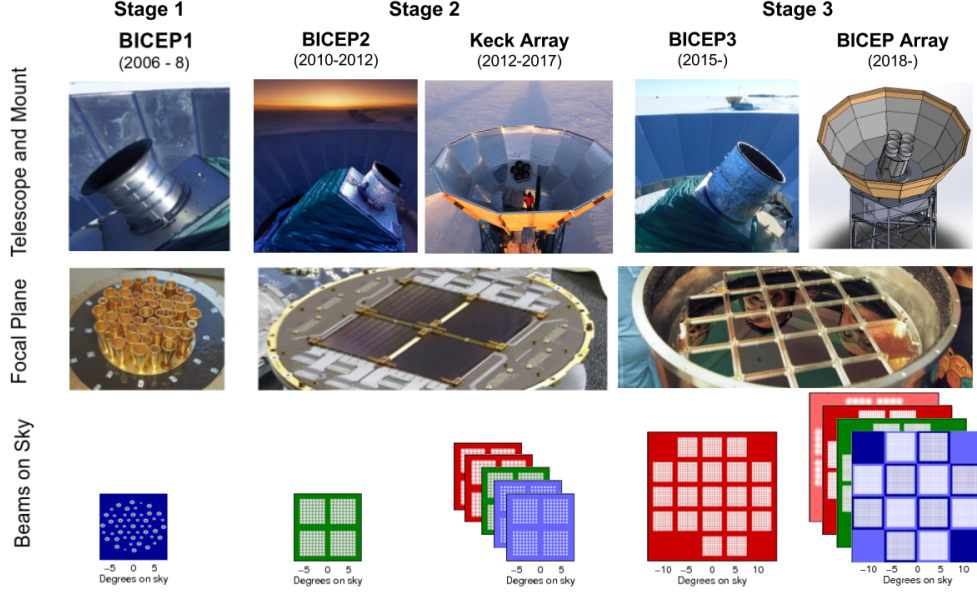 Stage 1
Stage 2
Stage 3
BICEP1
(2006 - 8)
BICEP2
(2010-2012)
Keck Array
(2012-2017)
BICEP3
(2015-)
BICEP Array
(2018-)
Telescope and Mount
Focal Plane
Beams on Sky
−5 0 5
Degrees on sky
−5 0 5
Degrees on sky
−5 0 5
Degrees on sky
−10 −5 0 5 10
Degrees on sky
−10 −5 0 5 10
Degrees on sky